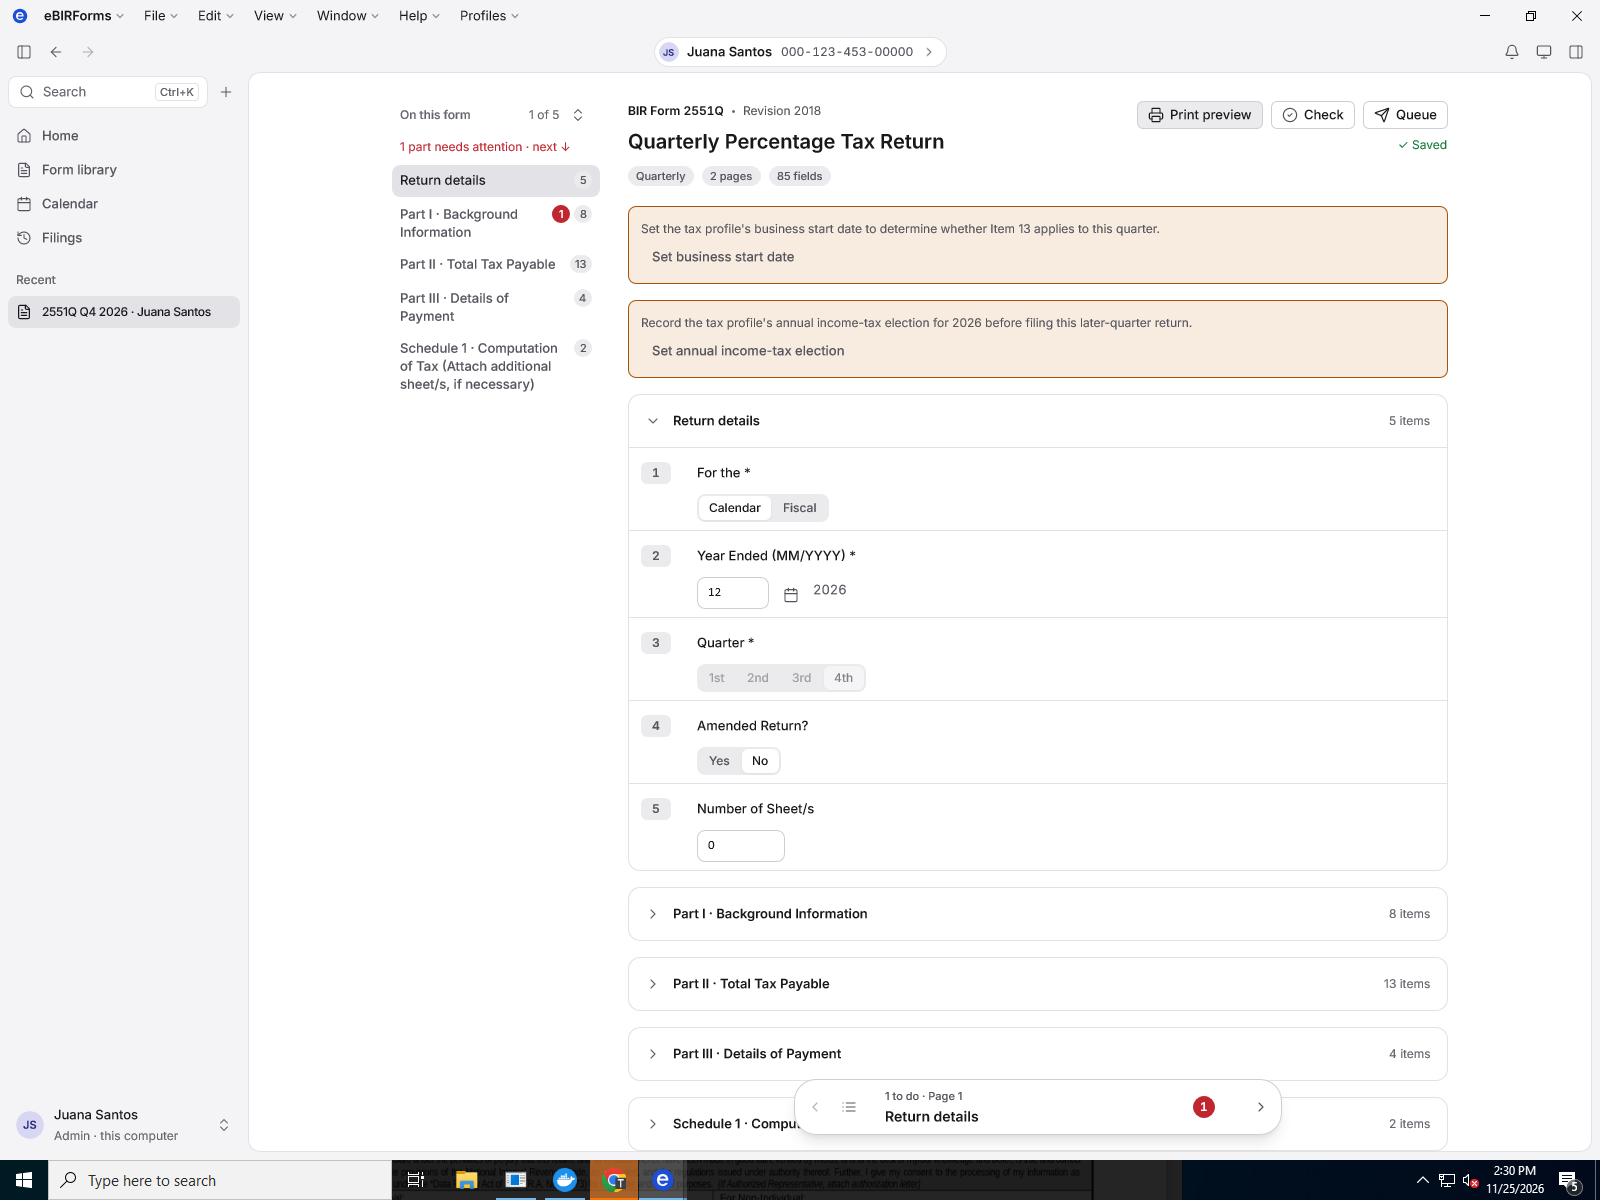 eBIRForms File Edit View Window Help Profiles
JS Juana Santos 000-123-453-00000
Search Ctrl+K
Home
Form library
Calendar
Filings
Recent
2551Q Q4 2026 · Juana Santos
On this form 1 of 5
1 part needs attention · next ↓
Return details 5
Part I · Background Information 1 8
Part II · Total Tax Payable 13
Part III · Details of Payment 4
Schedule 1 · Computation of Tax (Attach additional sheet/s, if necessary) 2
BIR Form 2551Q · Revision 2018
Quarterly Percentage Tax Return
Quarterly 2 pages 85 fields
Print preview Check Queue
Saved
Set the tax profile's business start date to determine whether Item 13 applies to this quarter.
Set business start date
Record the tax profile's annual income-tax election for 2026 before filing this later-quarter return.
Set annual income-tax election
Return details 5 items
1 For the *
Calendar Fiscal
2 Year Ended (MM/YYYY) *
12 2026
3 Quarter *
1st 2nd 3rd 4th
4 Amended Return?
Yes No
5 Number of Sheet/s
0
Part I · Background Information 8 items
Part II · Total Tax Payable 13 items
Part III · Details of Payment 4 items
Schedule 1 · 2 items
1 to do · Page 1
Return details
1
JS Juana Santos
Admin · this computer
Type here to search
2:30 PM
11/25/2026
5